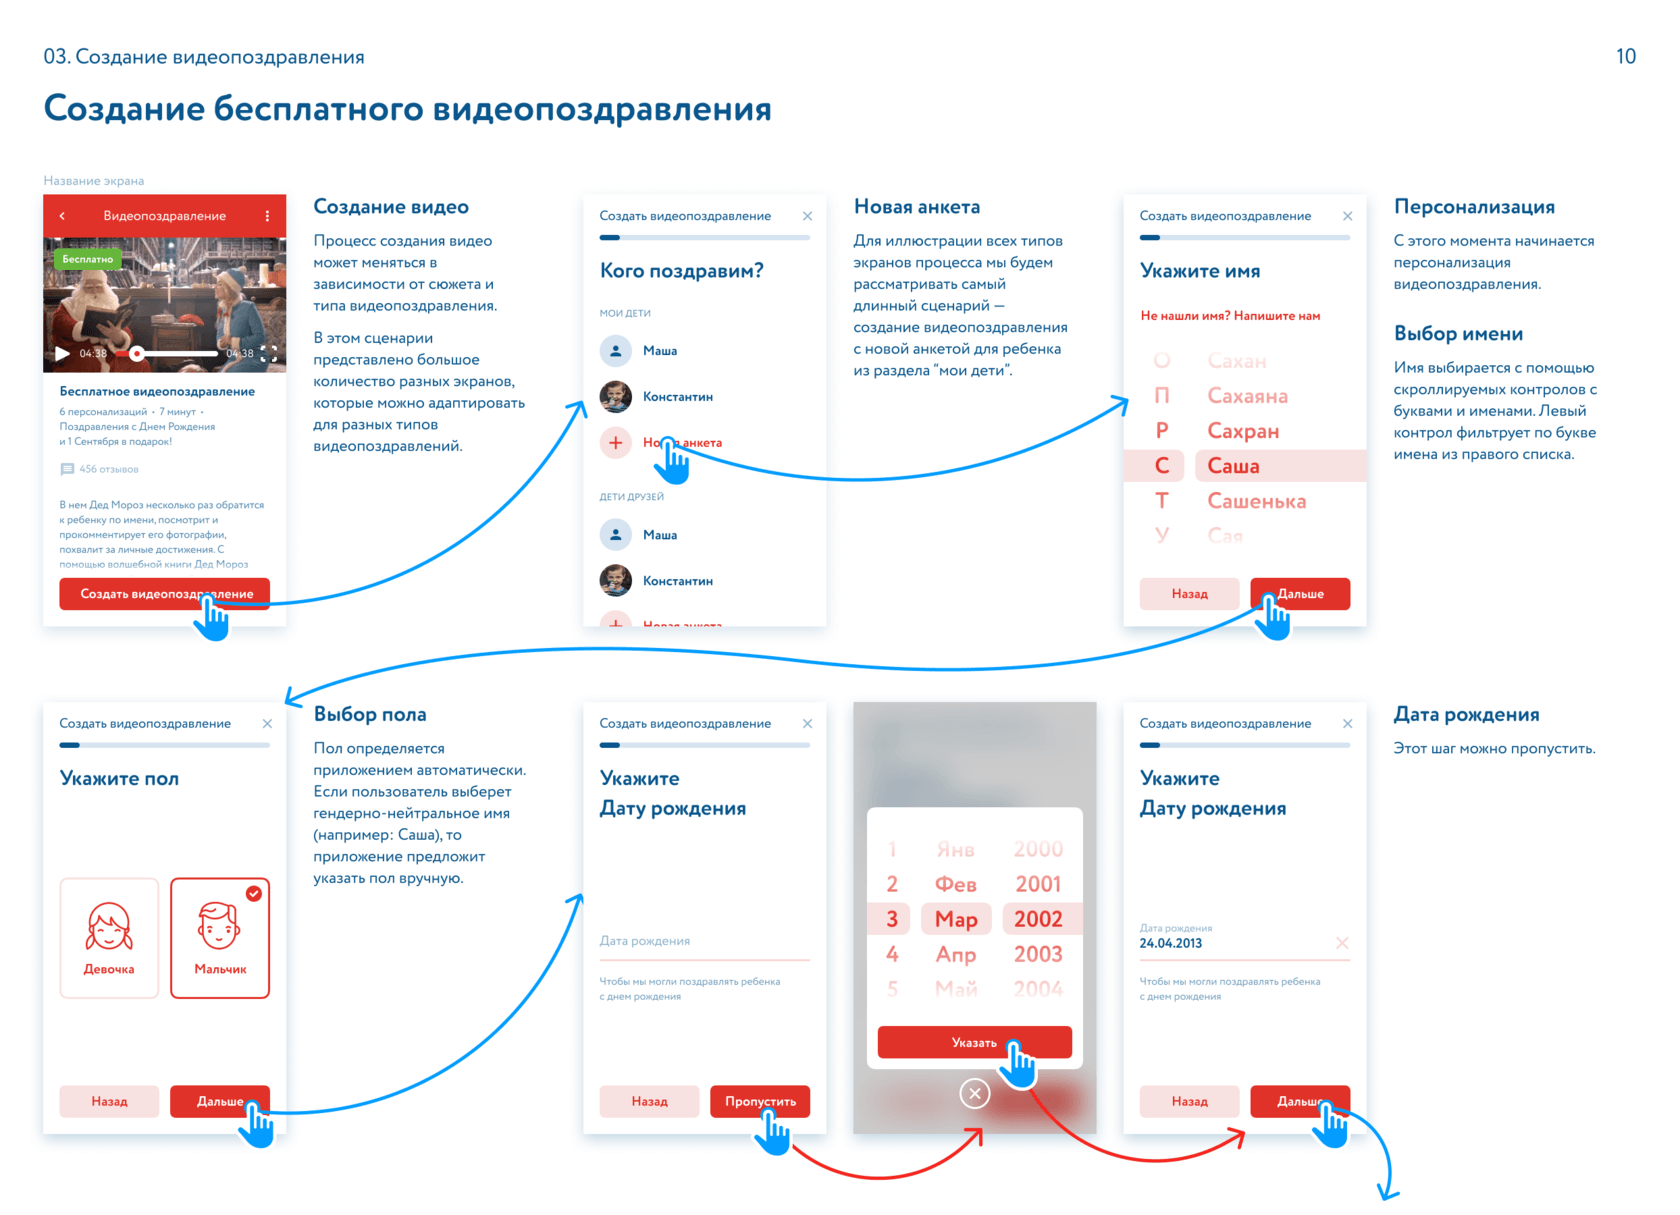 03. Создание видеопоздравления
10
Создание бесплатного видеопоздравления
Название экрана
Видеопоздравление
Бесплатно
04:38
04:38
Бесплатное видеопоздравление
6 персонализаций • 7 минут •
Поздравления с Днем Рождения
и 1 Сентября в подарок!
456 отзывов
В нем Дед Мороз несколько раз обратится
к ребенку по имени, посмотрит и
прокомментирует его фотографии,
похвалит за личные достижения. С
помощью волшебной книги Дед Мороз
Создать видеопоздравление
Создание видео
Процесс создания видео
может меняться в
зависимости от сюжета и
типа видеопоздравления.
В этом сценарии
представлено большое
количество разных экранов,
которые можно адаптировать
для разных типов
видеопоздравлений.
Создать видеопоздравление
Кого поздравим?
МОИ ДЕТИ
Маша
Константин
Новая анкета
ДЕТИ ДРУЗЕЙ
Маша
Константин
Новая анкета
Новая анкета
Для иллюстрации всех типов
экранов процесса мы будем
рассматривать самый
длинный сценарий —
создание видеопоздравления
с новой анкетой для ребенка
из раздела “мои дети”.
Создать видеопоздравление
Укажите имя
Не нашли имя? Напишите нам
О Сахан
П Сахаяна
Р Сахран
С Саша
Т Сашенька
У Сая
Назад
Дальше
Персонализация
С этого момента начинается
персонализация
видеопоздравления.
Выбор имени
Имя выбирается с помощью
скроллируемых контролов с
буквами и именами. Левый
контрол фильтрует по букве
имена из правого списка.
Создать видеопоздравление
Укажите пол
Девочка
Мальчик
Назад
Дальше
Выбор пола
Пол определяется
приложением автоматически.
Если пользователь выберет
гендерно-нейтральное имя
(например: Саша), то
приложение предложит
указать пол вручную.
Создать видеопоздравление
Укажите
Дату рождения
Дата рождения
Чтобы мы могли поздравлять ребенка
с днем рождения
Назад
Пропустить
1 Янв 2000
2 Фев 2001
3 Мар 2002
4 Апр 2003
5 Май 2004
Указать
Создать видеопоздравление
Укажите
Дату рождения
Дата рождения
24.04.2013
Чтобы мы могли поздравлять ребенка
с днем рождения
Назад
Дальше
Дата рождения
Этот шаг можно пропустить.